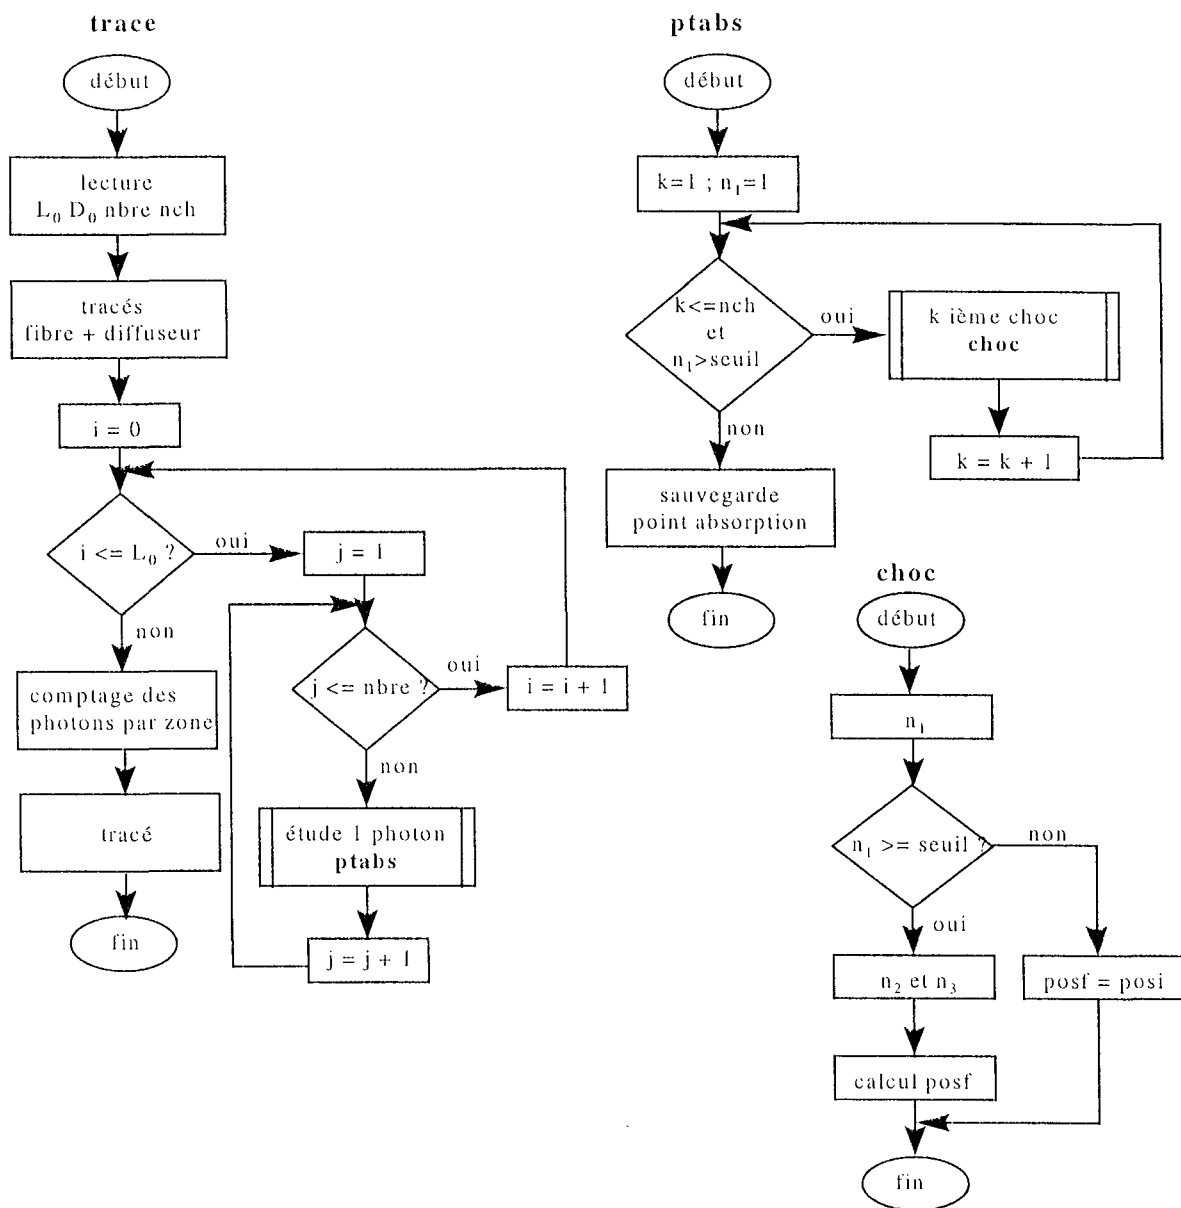 trace
début
lecture
L₀ D₀ nbre nch
tracés
fibre + diffuseur
i = 0
i <= L₀ ?
oui
non
j = 1
j <= nbre ?
oui
i = i + 1
non
étude 1 photon
ptabs
j = j + 1
comptage des
photons par zone
tracé
fin
ptabs
début
k=1 ; n₁=1
k<=nch
et
n₁>seuil
oui
k ième choc
choc
k = k + 1
non
sauvegarde
point absorption
fin
choc
début
n₁
n₁ >= seuil ?
non
oui
n₂ et n₃
posf = posi
calcul posf
fin